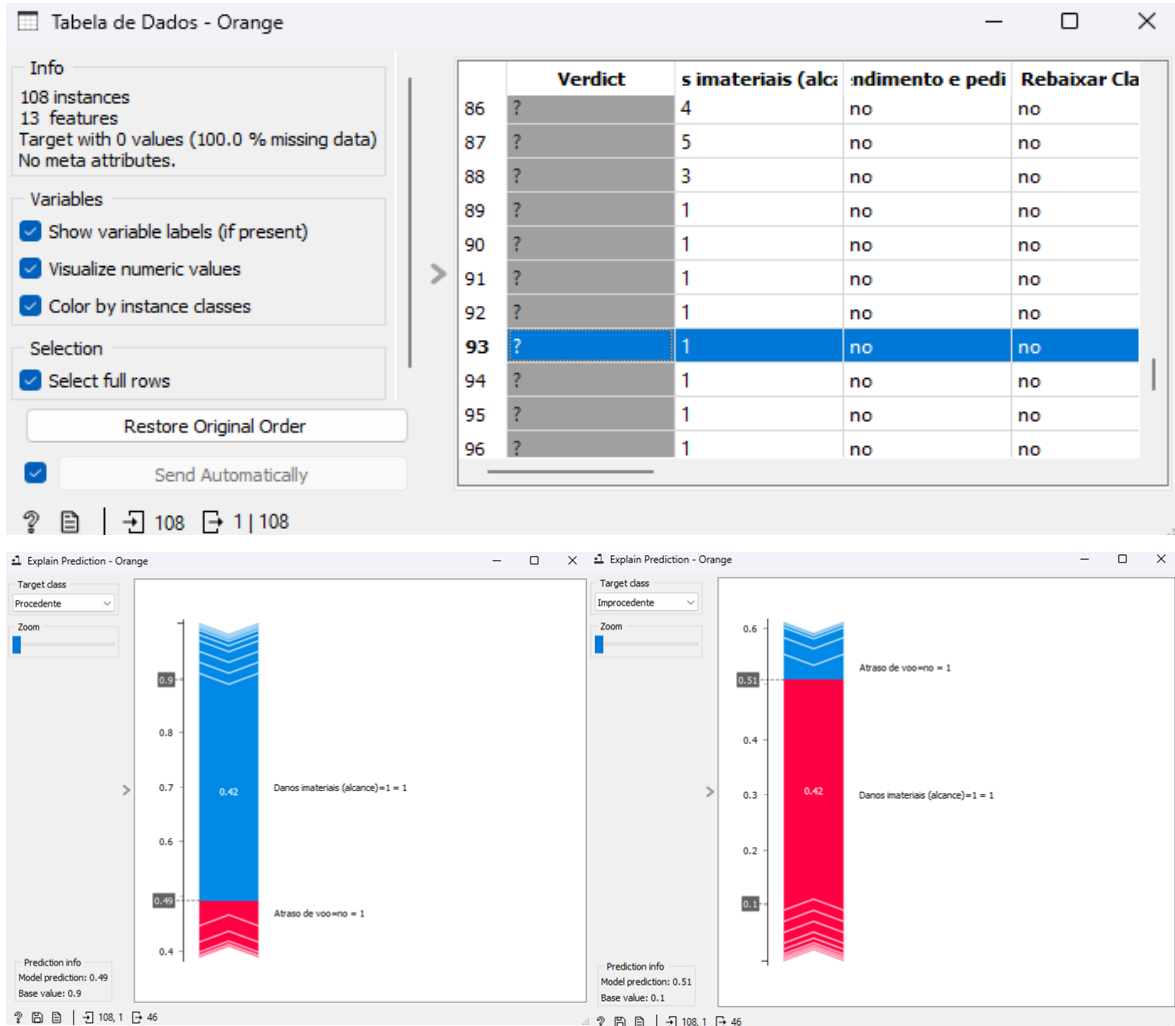 Tabela de Dados - Orange
Info
108 instances
13 features
Target with 0 values (100.0 % missing data)
No meta attributes.
Variables
Show variable labels (if present)
Visualize numeric values
Color by instance classes
Selection
Select full rows
Restore Original Order
Send Automatically
108 1 | 108
Verdict s imateriais (alca endimento e pedi Rebaixar Cla
86 ? 4 no no
87 ? 5 no no
88 ? 3 no no
89 ? 1 no no
90 ? 1 no no
91 ? 1 no no
92 ? 1 no no
93 ? 1 no no
94 ? 1 no no
95 ? 1 no no
96 ? 1 no no
Explain Prediction - Orange
Target class
Procedente
Zoom
0.9
0.8
0.7
0.42
Danos imateriais (alcance)=1 = 1
0.6
0.49
Atraso de voo=no = 1
0.4
Prediction info
Model prediction: 0.49
Base value: 0.9
108, 1 46
Explain Prediction - Orange
Target class
Improcedente
Zoom
0.6
Atraso de voo=no = 1
0.51
0.4
0.3
0.42
Danos imateriais (alcance)=1 = 1
0.2
0.1
Prediction info
Model prediction: 0.51
Base value: 0.1
108, 1 46